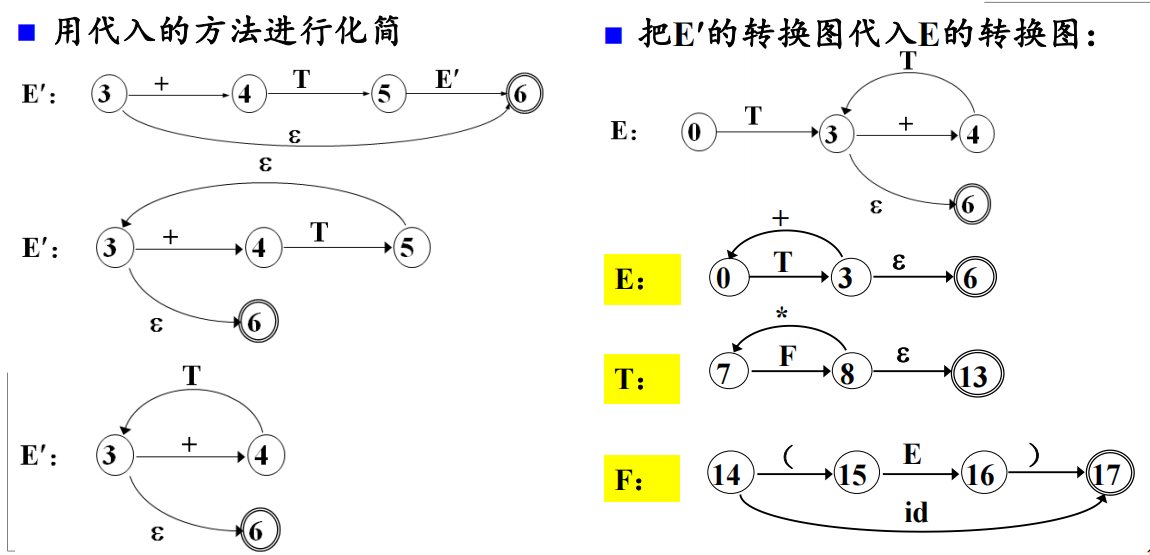 用代入的方法进行化简
E′: 3 + 4 T 5 E′ 6
ε
ε
E′: 3 + 4 T 5
ε 6
T
E′: 3 + 4
ε 6
把E′的转换图代入E的转换图：
T
E: 0 T 3 + 4
ε 6
+
E: 0 T 3 ε 6
*
T: 7 F 8 ε 13
F: 14 ( 15 E 16 ) 17
id